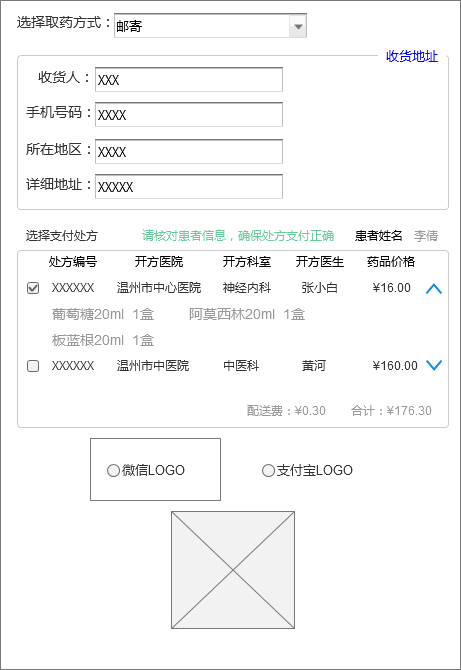 选择取药方式：邮寄
收货地址
收货人：XXX
手机号码：XXXX
所在地区：XXXX
详细地址：XXXXX
选择支付处方 请核对患者信息，确保处方支付正确 患者姓名 李倩
处方编号 开方医院 开方科室 开方医生 药品价格
XXXXXX 温州市中心医院 神经内科 张小白 ¥16.00
葡萄糖20ml 1盒 阿莫西林20ml 1盒
板蓝根20ml 1盒
XXXXXX 温州市中医院 中医科 黄河 ¥160.00
配送费：¥0.30 合计：¥176.30
微信LOGO 支付宝LOGO